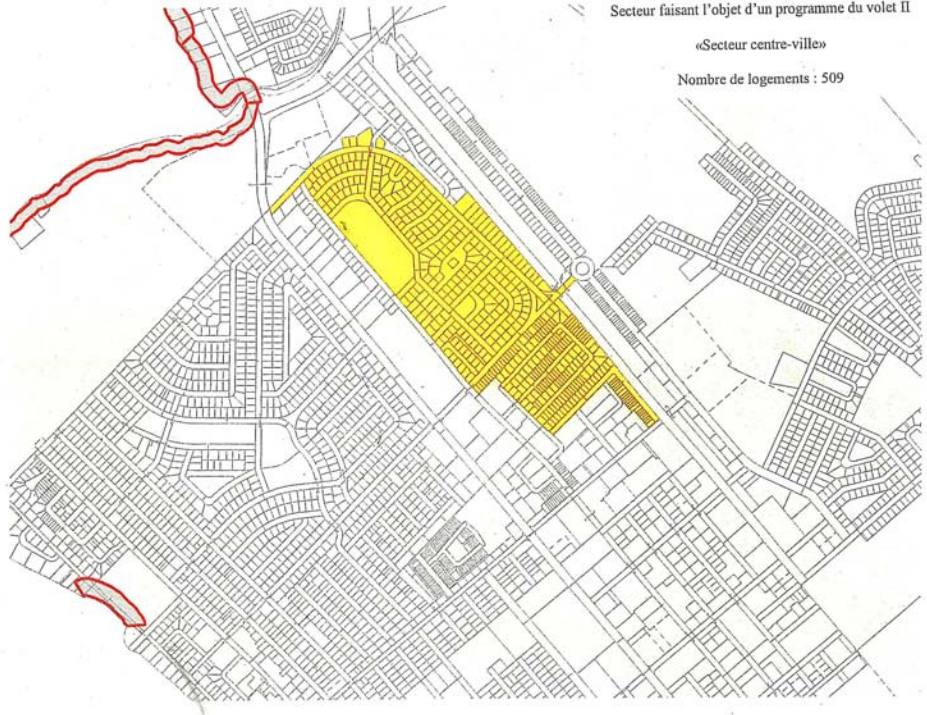 Secteur faisant l'objet d'un programme du volet II
«Secteur centre-ville»
Nombre de logements : 509